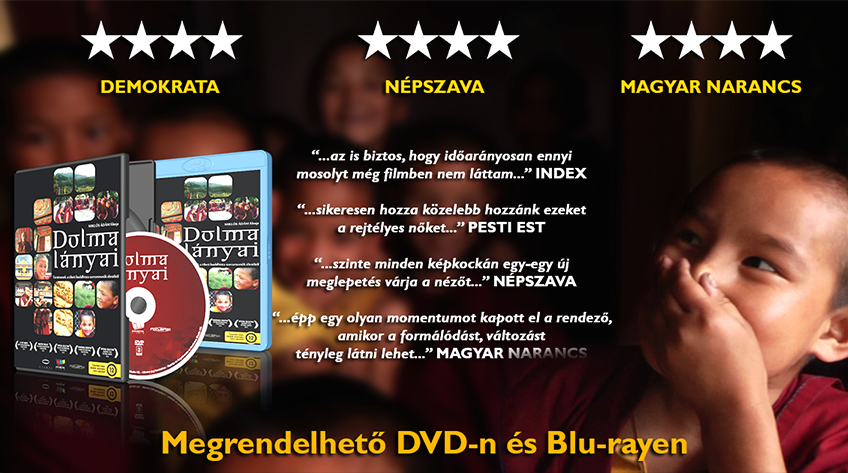 DEMOKRATA
NÉPSZAVA
MAGYAR NARANCS
“...az is biztos, hogy időarányosan ennyi
mosolyt még filmben nem láttam...” INDEX
“...sikeresen hozza közelebb hozzánk ezeket
a rejtélyes nőket...” PESTI EST
“...szinte minden képkockán egy-egy új
meglepetés várja a nézőt...” NÉPSZAVA
“...épp egy olyan momentumot kapott el a rendező,
amikor a formálódást, változást
tényleg látni lehet...” MAGYAR NARANCS
Dolma
lányai
12
Dolma
lányai
12
DVD
Megrendelhető DVD-n és Blu-rayen